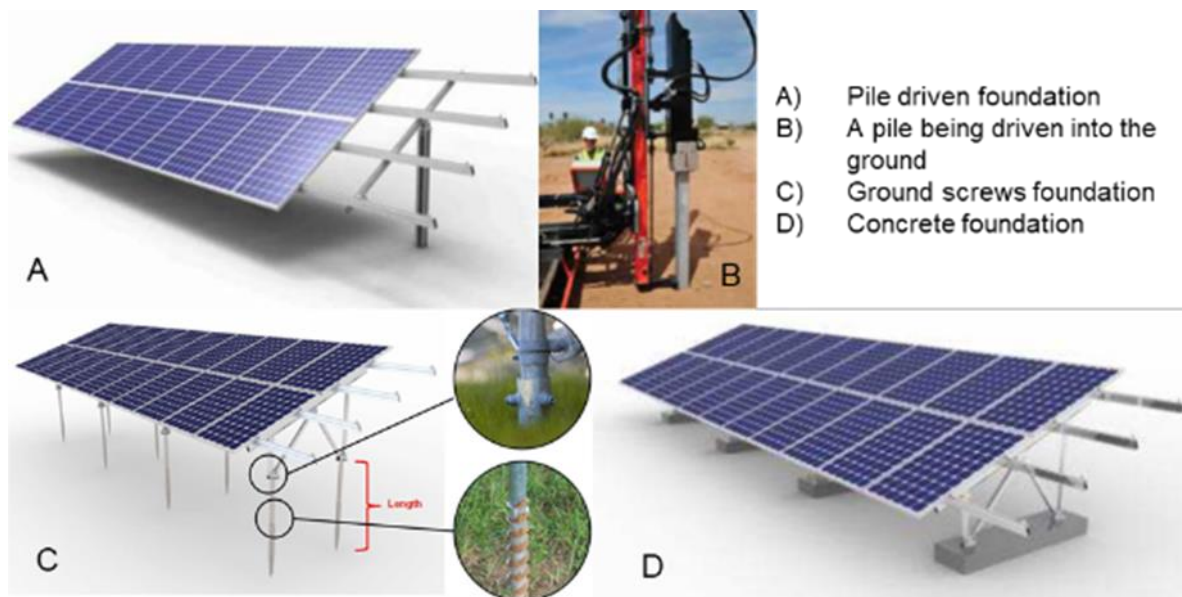 A) Pile driven foundation
B) A pile being driven into the
ground
C) Ground screws foundation
D) Concrete foundation
A
B
Length
C
D